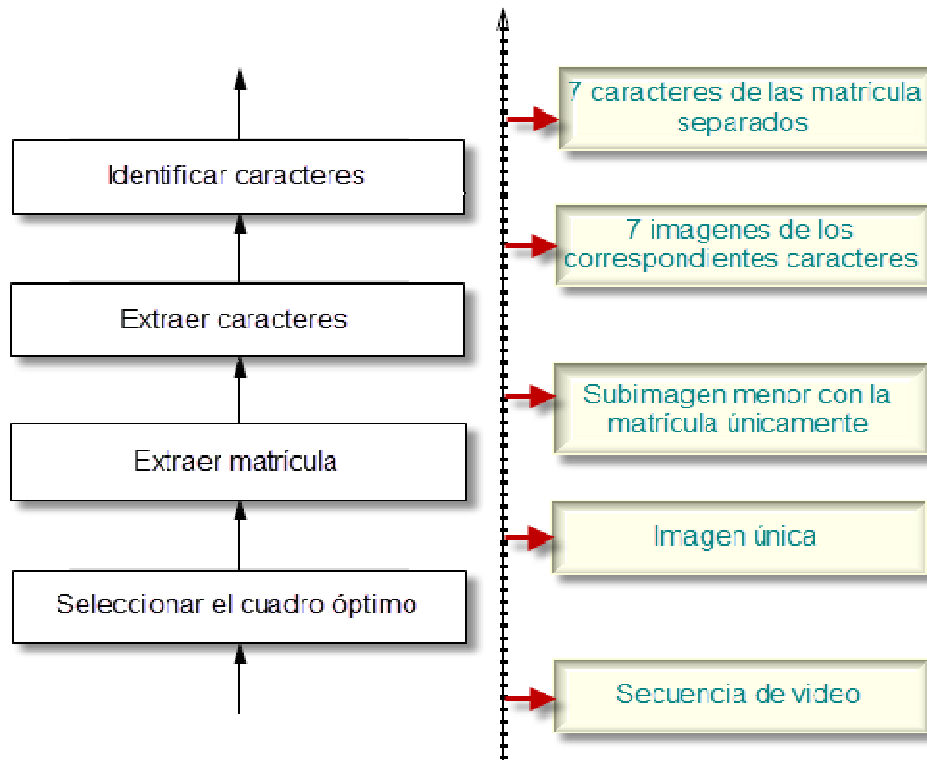 7 caracteres de las matrícula
separados
Identificar caracteres
7 imagenes de los
correspondientes caracteres
Extraer caracteres
Subimagen menor con la
matrícula únicamente
Extraer matrícula
Imagen única
Seleccionar el cuadro óptimo
Secuencia de video